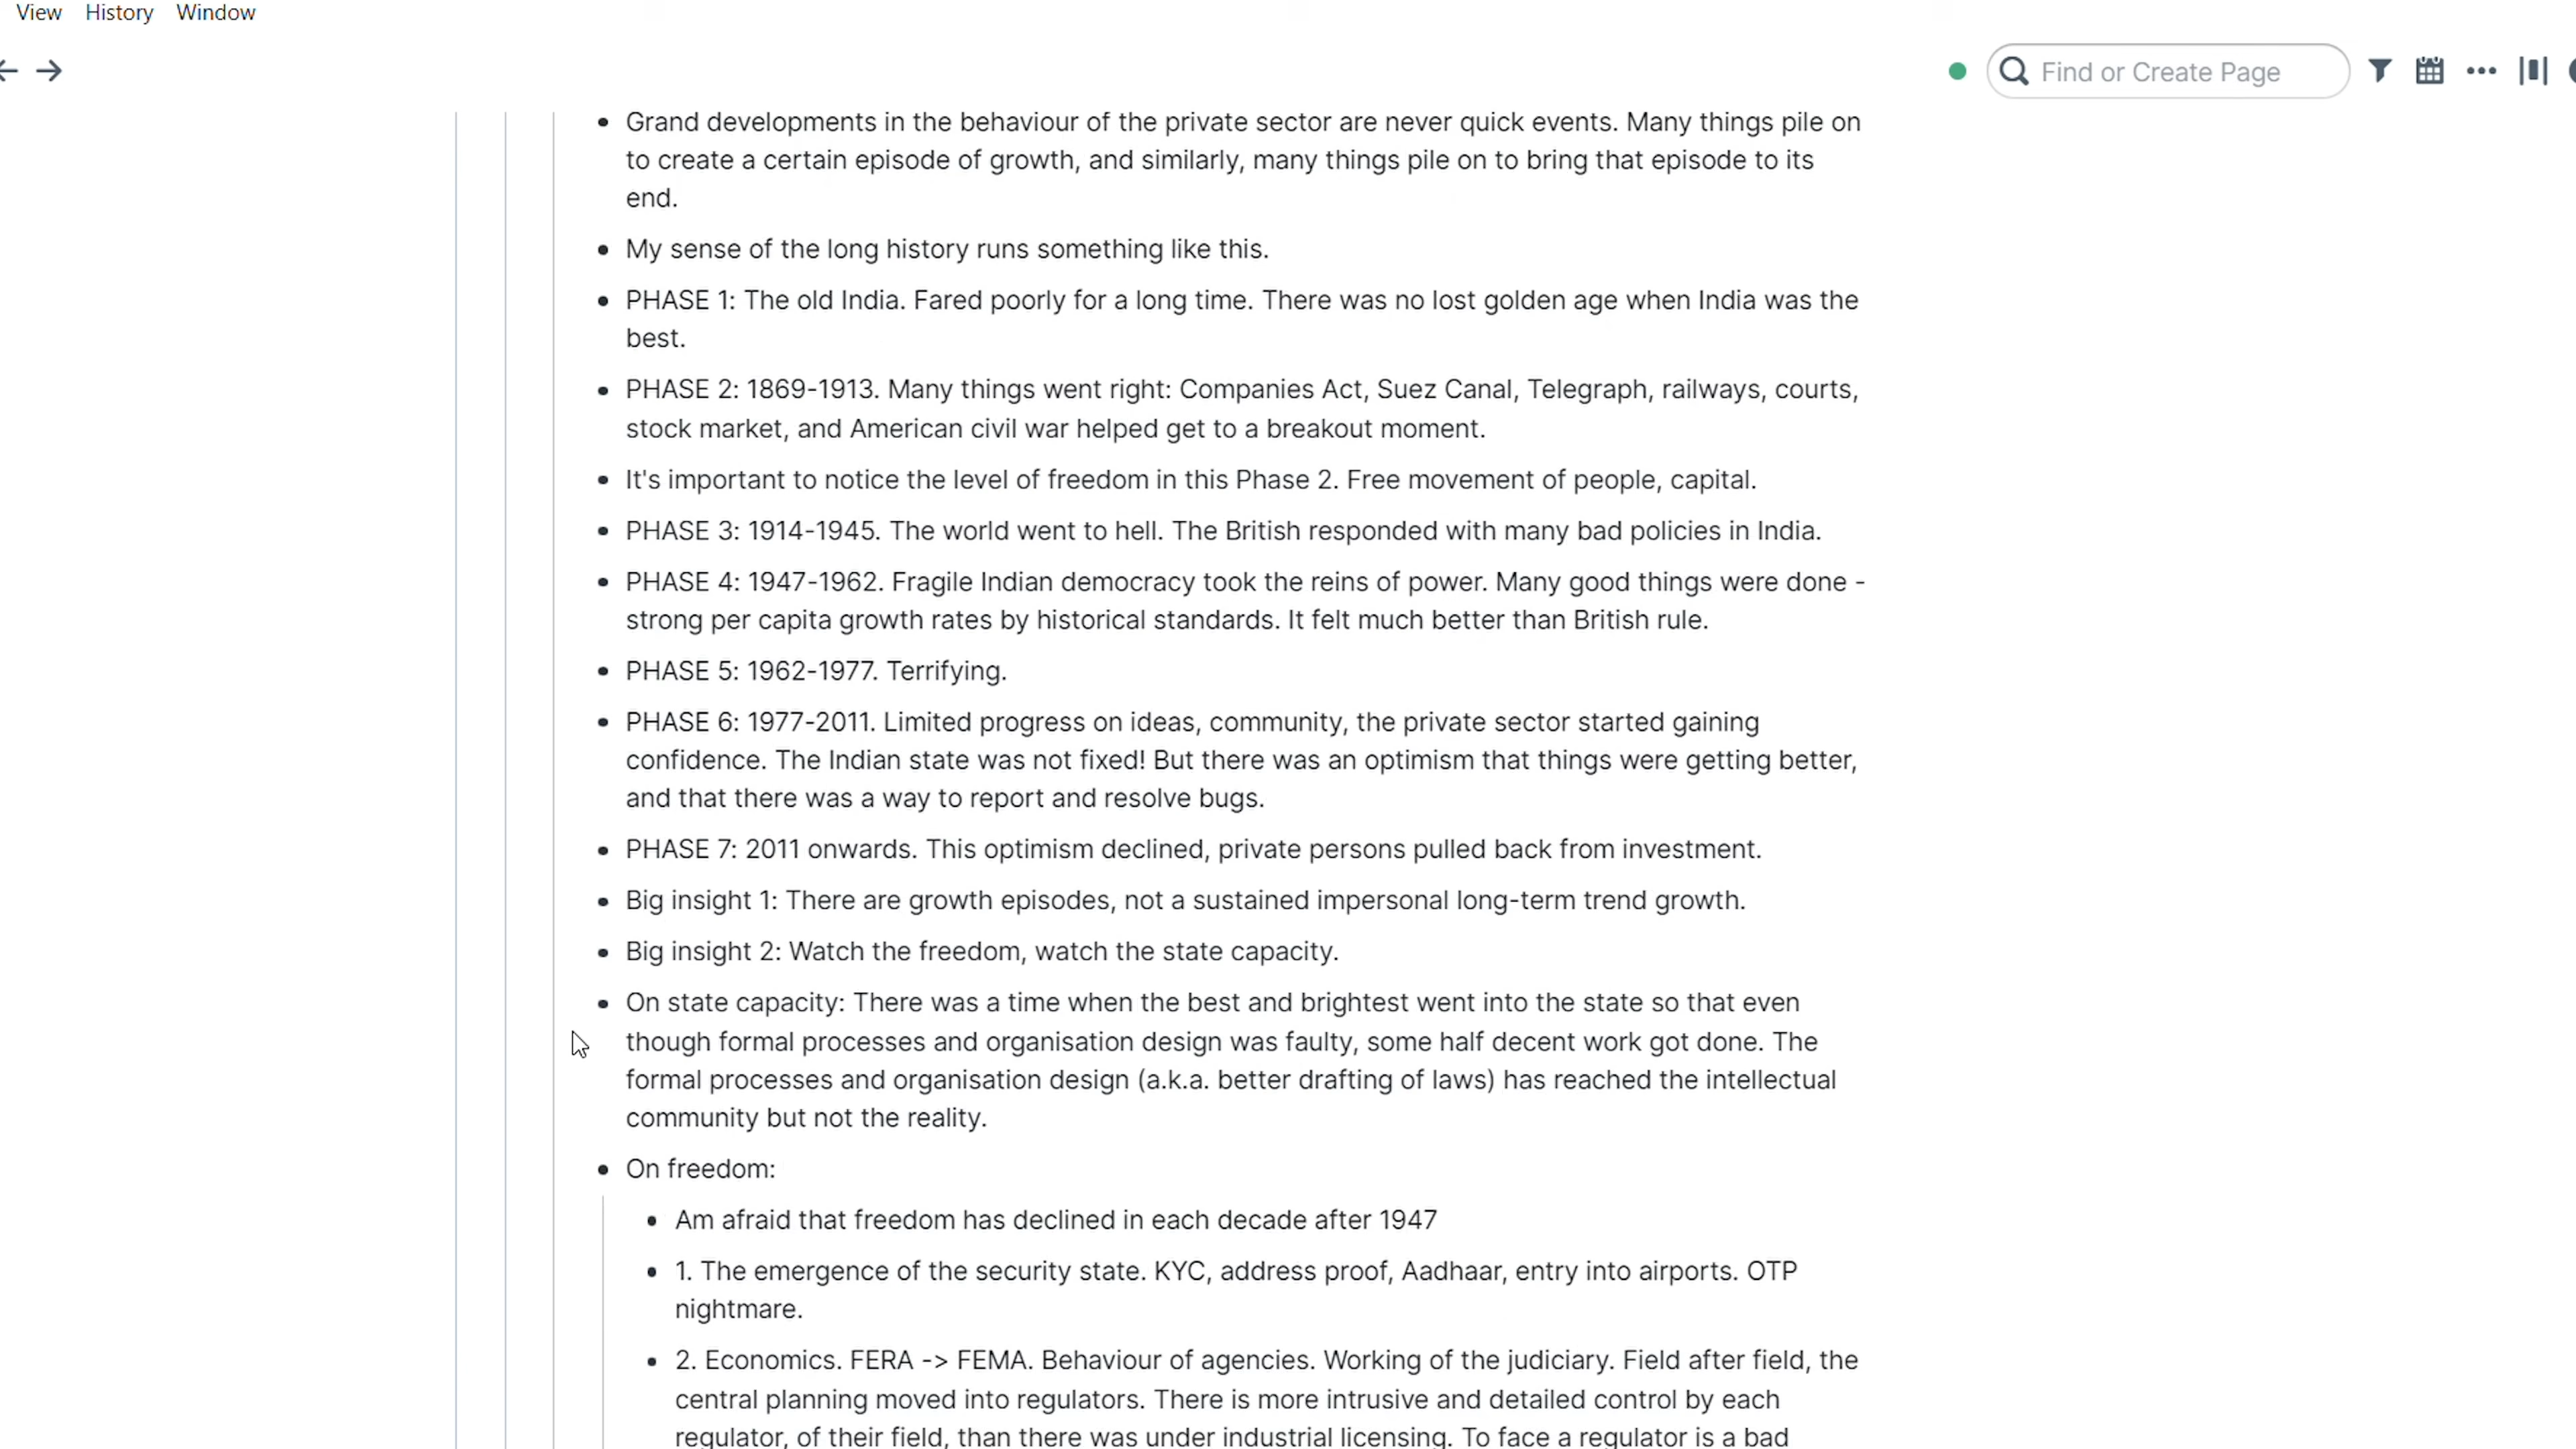 View History Window
Find or Create Page
Grand developments in the behaviour of the private sector are never quick events. Many things pile on
to create a certain episode of growth, and similarly, many things pile on to bring that episode to its
end.
My sense of the long history runs something like this.
PHASE 1: The old India. Fared poorly for a long time. There was no lost golden age when India was the
best.
PHASE 2: 1869-1913. Many things went right: Companies Act, Suez Canal, Telegraph, railways, courts,
stock market, and American civil war helped get to a breakout moment.
It's important to notice the level of freedom in this Phase 2. Free movement of people, capital.
PHASE 3: 1914-1945. The world went to hell. The British responded with many bad policies in India.
PHASE 4: 1947-1962. Fragile Indian democracy took the reins of power. Many good things were done -
strong per capita growth rates by historical standards. It felt much better than British rule.
PHASE 5: 1962-1977. Terrifying.
PHASE 6: 1977-2011. Limited progress on ideas, community, the private sector started gaining
confidence. The Indian state was not fixed! But there was an optimism that things were getting better,
and that there was a way to report and resolve bugs.
PHASE 7: 2011 onwards. This optimism declined, private persons pulled back from investment.
Big insight 1: There are growth episodes, not a sustained impersonal long-term trend growth.
Big insight 2: Watch the freedom, watch the state capacity.
On state capacity: There was a time when the best and brightest went into the state so that even
though formal processes and organisation design was faulty, some half decent work got done. The
formal processes and organisation design (a.k.a. better drafting of laws) has reached the intellectual
community but not the reality.
On freedom:
Am afraid that freedom has declined in each decade after 1947
1. The emergence of the security state. KYC, address proof, Aadhaar, entry into airports. OTP
nightmare.
2. Economics. FERA -> FEMA. Behaviour of agencies. Working of the judiciary. Field after field, the
central planning moved into regulators. There is more intrusive and detailed control by each
regulator, of their field, than there was under industrial licensing. To face a regulator is a bad